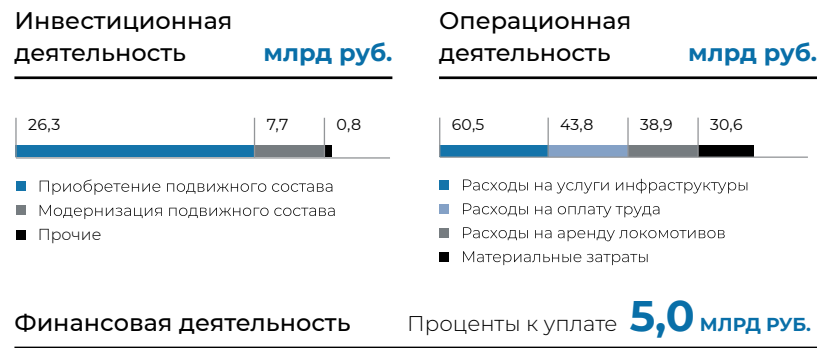 Инвестиционная
деятельность млрд руб.
26,3 7,7 0,8
Приобретение подвижного состава
Модернизация подвижного состава
Прочие
Операционная
деятельность млрд руб.
60,5 43,8 38,9 30,6
Расходы на услуги инфраструктуры
Расходы на оплату труда
Расходы на аренду локомотивов
Материальные затраты
Финансовая деятельность Проценты к уплате 5,0 МЛРД РУБ.